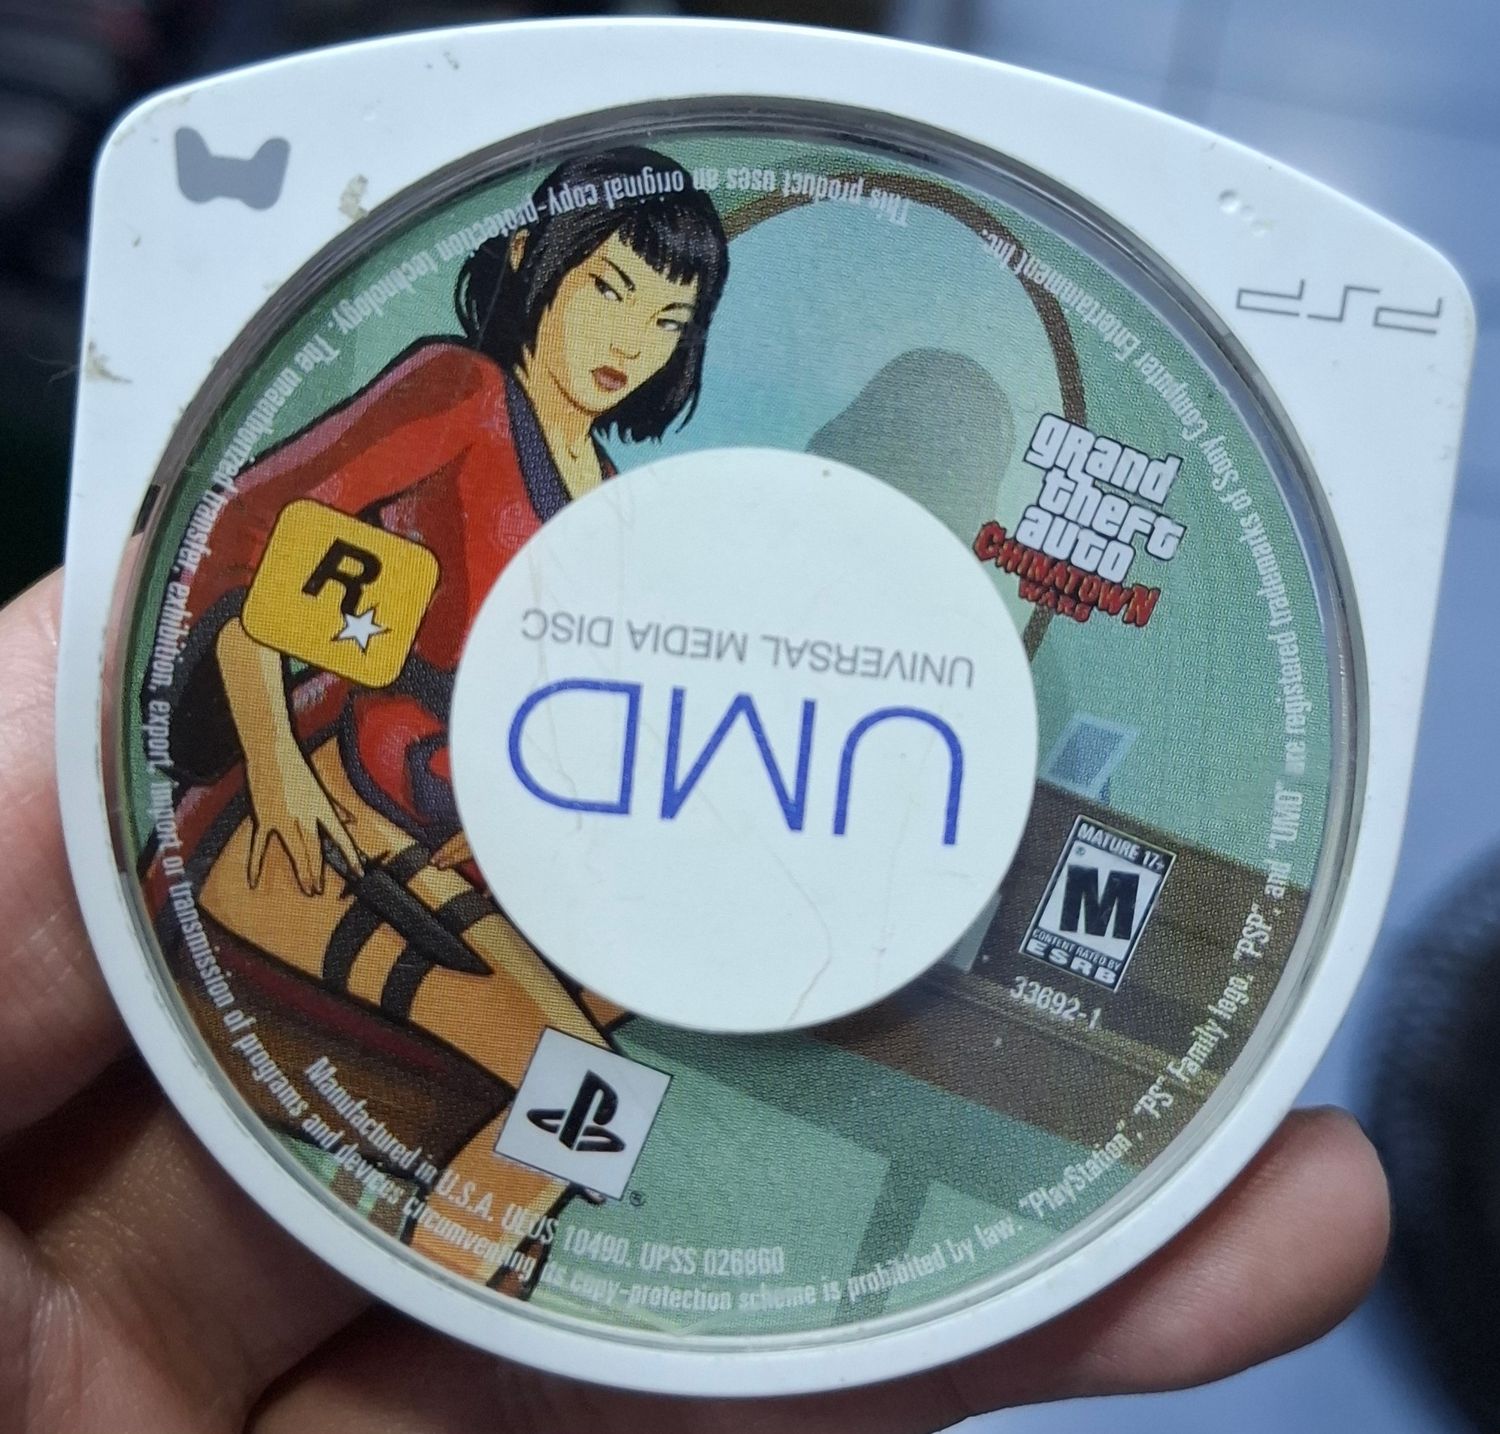 PSP
grand
theft
auto
CHINATOWN
WARS
R
UNIVERSAL MEDIA DISC
UMD
MATURE 17+
M
CONTENT RATED BY
ESRB
33692-1
Manufactured in U.S.A. ULUS 10490. UPSS 026860
This product uses an original copy-protection technology. The unauthorized transfer, exhibition, export, import or transmission of programs and devices circumventing its copy-protection scheme is prohibited by law. "PlayStation", "PS" Family logo, "PSP", and "UMD" are registered trademarks of Sony Computer Entertainment Inc.